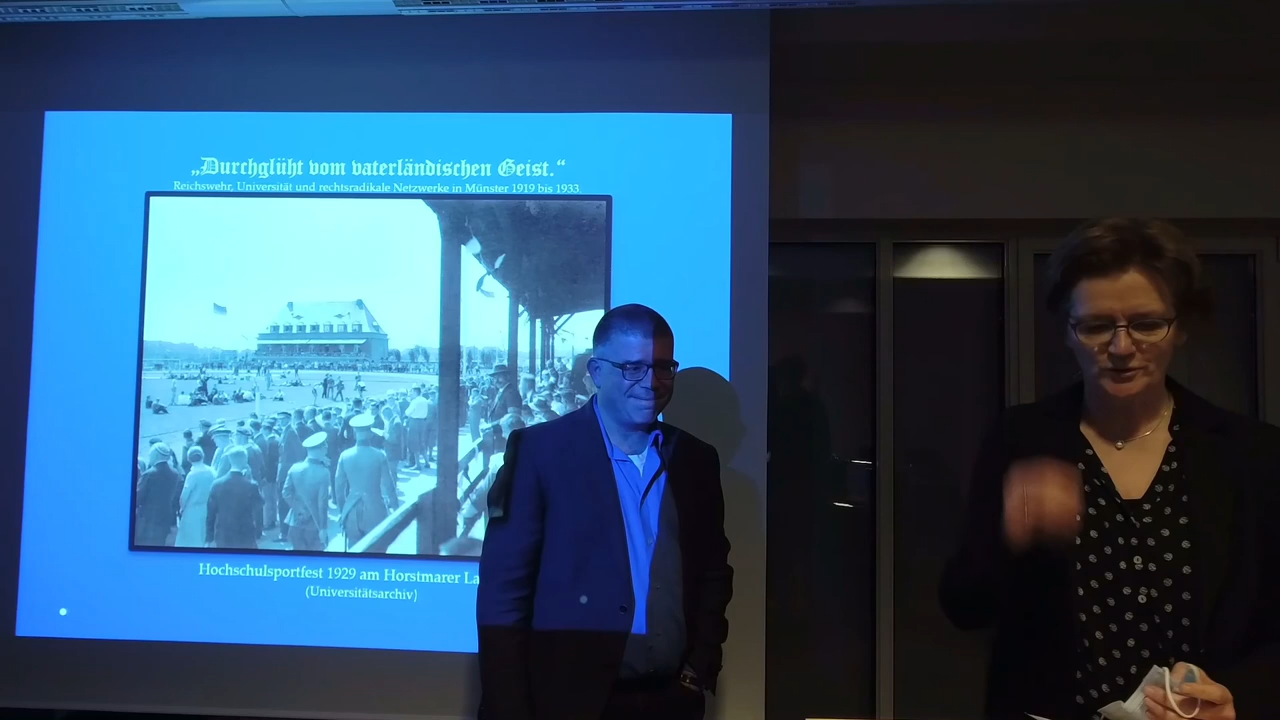 „Durchglüht vom vaterländischen Geist.“
Reichswehr, Universität und rechtsradikale Netzwerke in Münster 1919 bis 1933
Hochschulsportfest 1929 am Horstmarer La
(Universitätsarchiv)